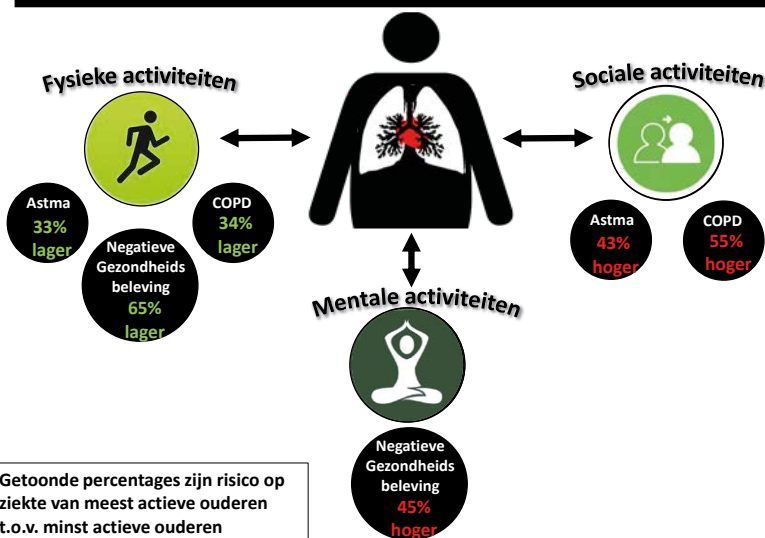 Fysieke activiteiten
Astma
33%
lager
Negatieve
Gezondheids
beleving
65%
lager
COPD
34%
lager
Sociale activiteiten
Astma
43%
hoger
COPD
55%
hoger
Mentale activiteiten
Negatieve
Gezondheids
beleving
45%
hoger
Getoonde percentages zijn risico op
ziekte van meest actieve ouderen
t.o.v. minst actieve ouderen